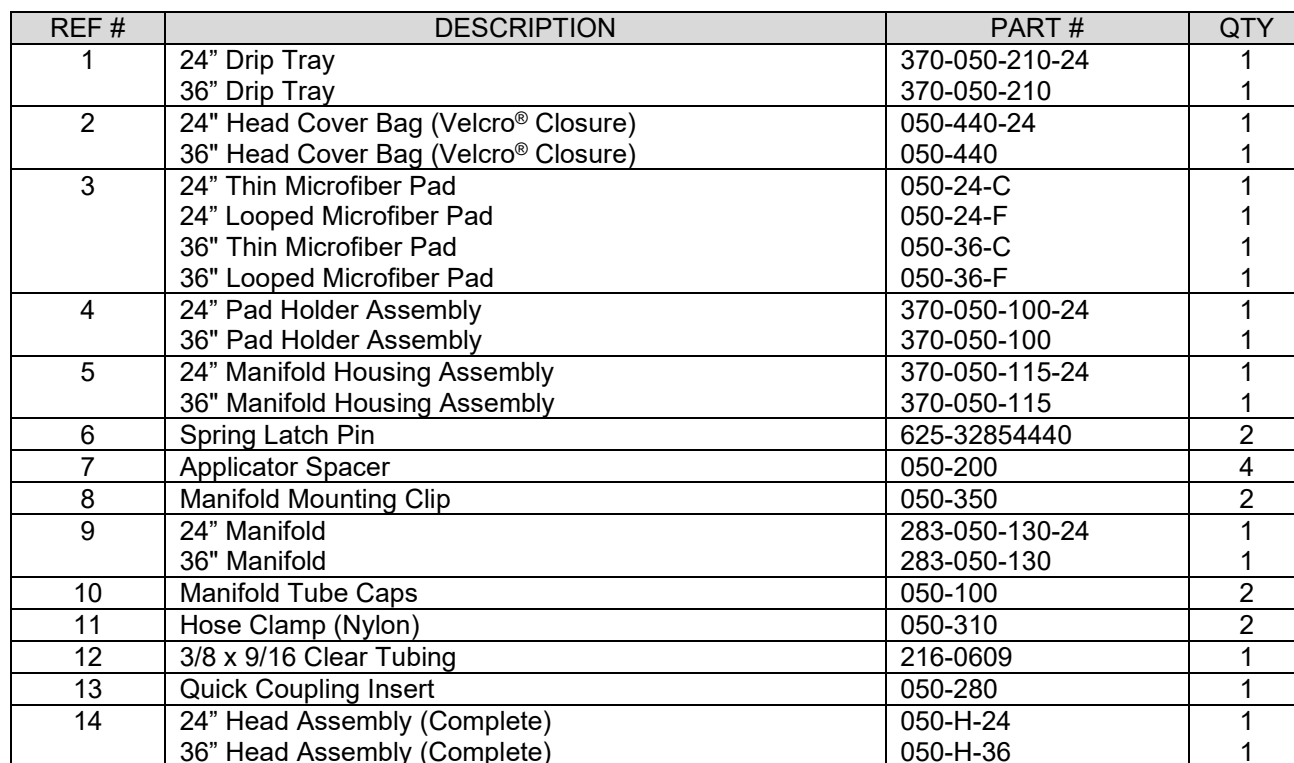 REF # DESCRIPTION PART # QTY
1 24” Drip Tray 370-050-210-24 1
36” Drip Tray 370-050-210 1
2 24" Head Cover Bag (Velcro® Closure) 050-440-24 1
36" Head Cover Bag (Velcro® Closure) 050-440 1
3 24” Thin Microfiber Pad 050-24-C 1
24” Looped Microfiber Pad 050-24-F 1
36" Thin Microfiber Pad 050-36-C 1
36" Looped Microfiber Pad 050-36-F 1
4 24” Pad Holder Assembly 370-050-100-24 1
36" Pad Holder Assembly 370-050-100 1
5 24” Manifold Housing Assembly 370-050-115-24 1
36" Manifold Housing Assembly 370-050-115 1
6 Spring Latch Pin 625-32854440 2
7 Applicator Spacer 050-200 4
8 Manifold Mounting Clip 050-350 2
9 24” Manifold 283-050-130-24 1
36" Manifold 283-050-130 1
10 Manifold Tube Caps 050-100 2
11 Hose Clamp (Nylon) 050-310 2
12 3/8 x 9/16 Clear Tubing 216-0609 1
13 Quick Coupling Insert 050-280 1
14 24” Head Assembly (Complete) 050-H-24 1
36” Head Assembly (Complete) 050-H-36 1